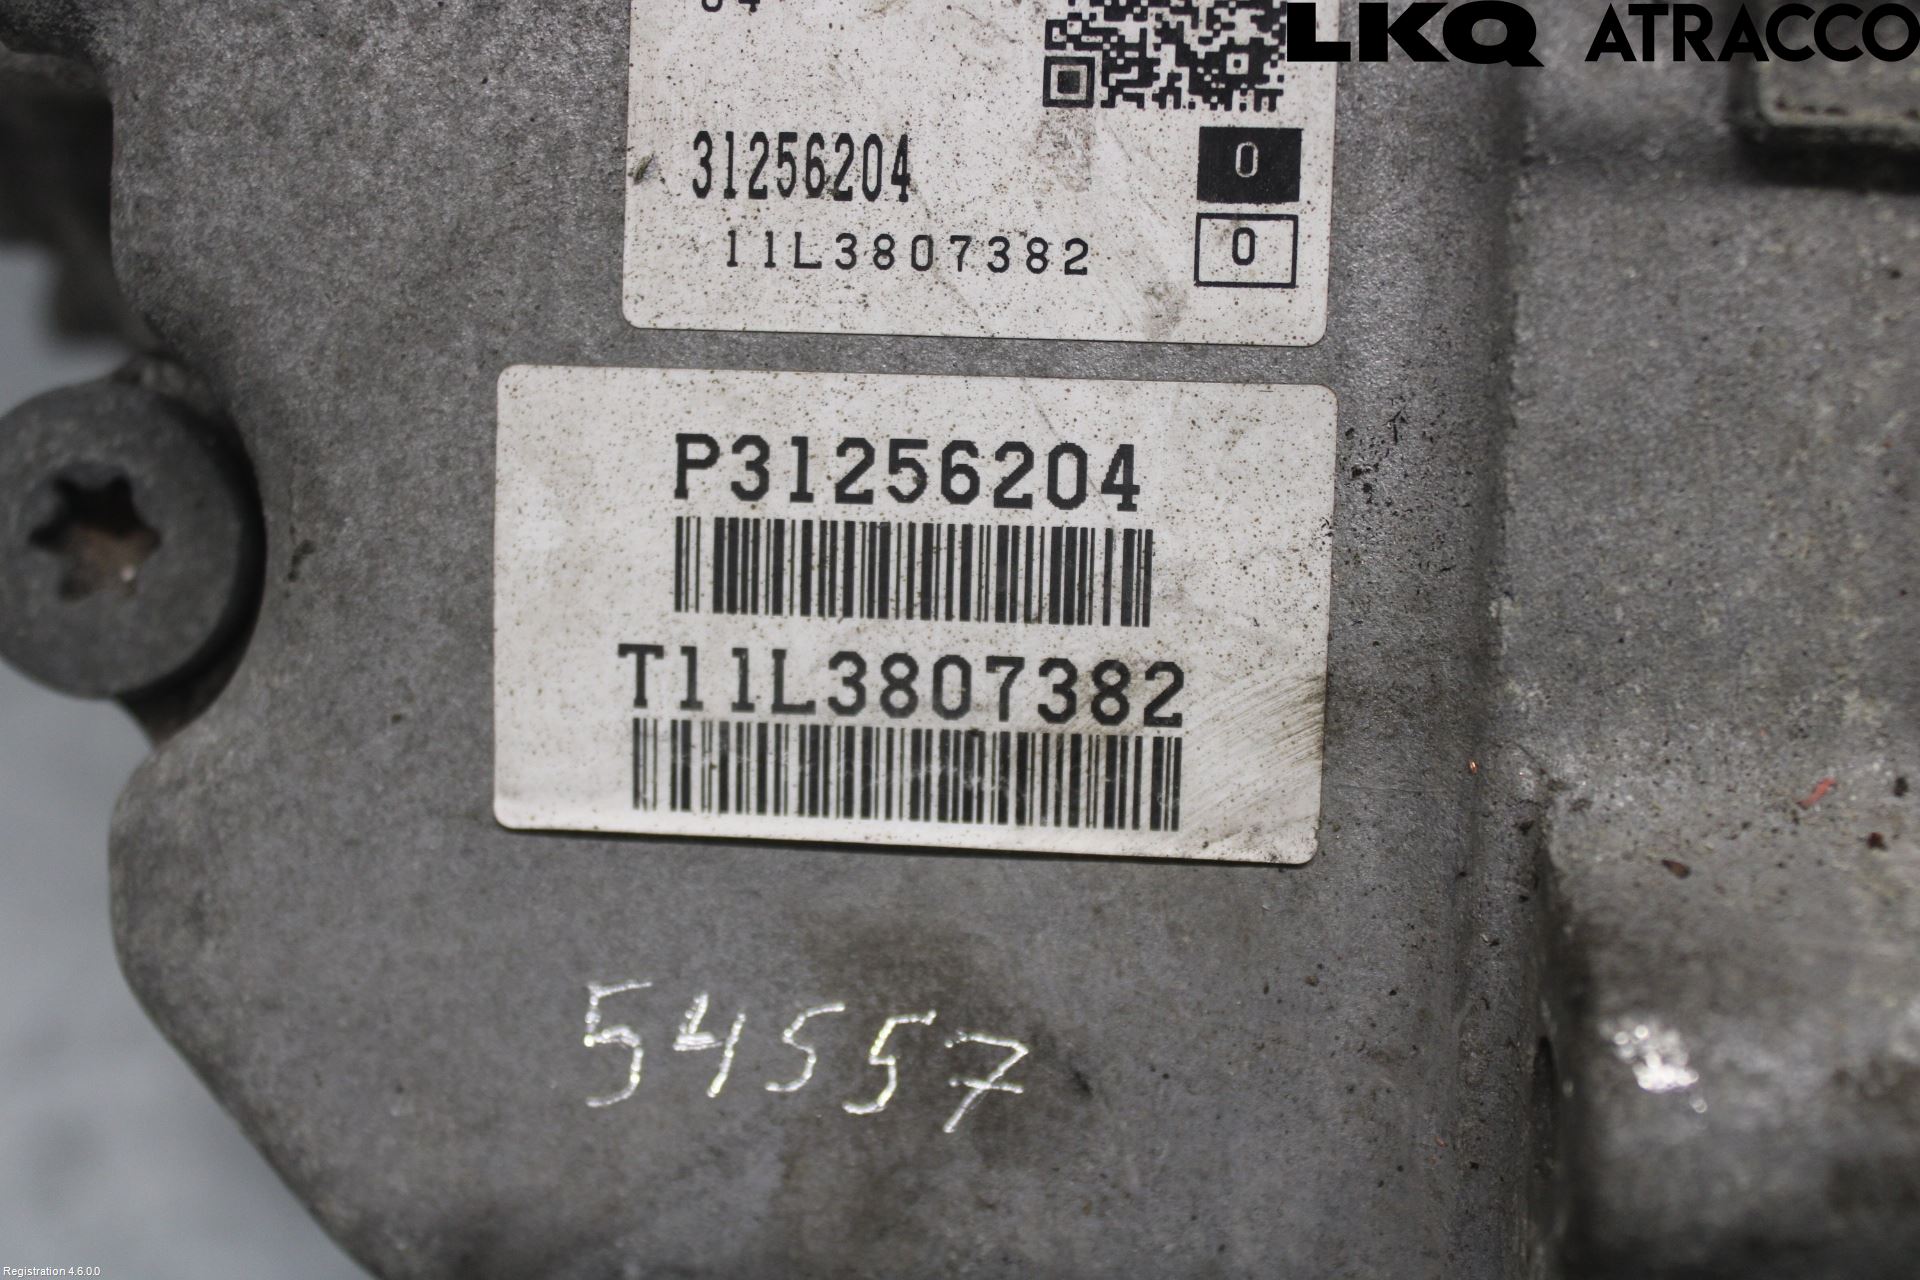 LKQ ATRACCO
31256204
0
11L3807382
0
P31256204
T11L3807382
54557
Registration 4.6.0.0